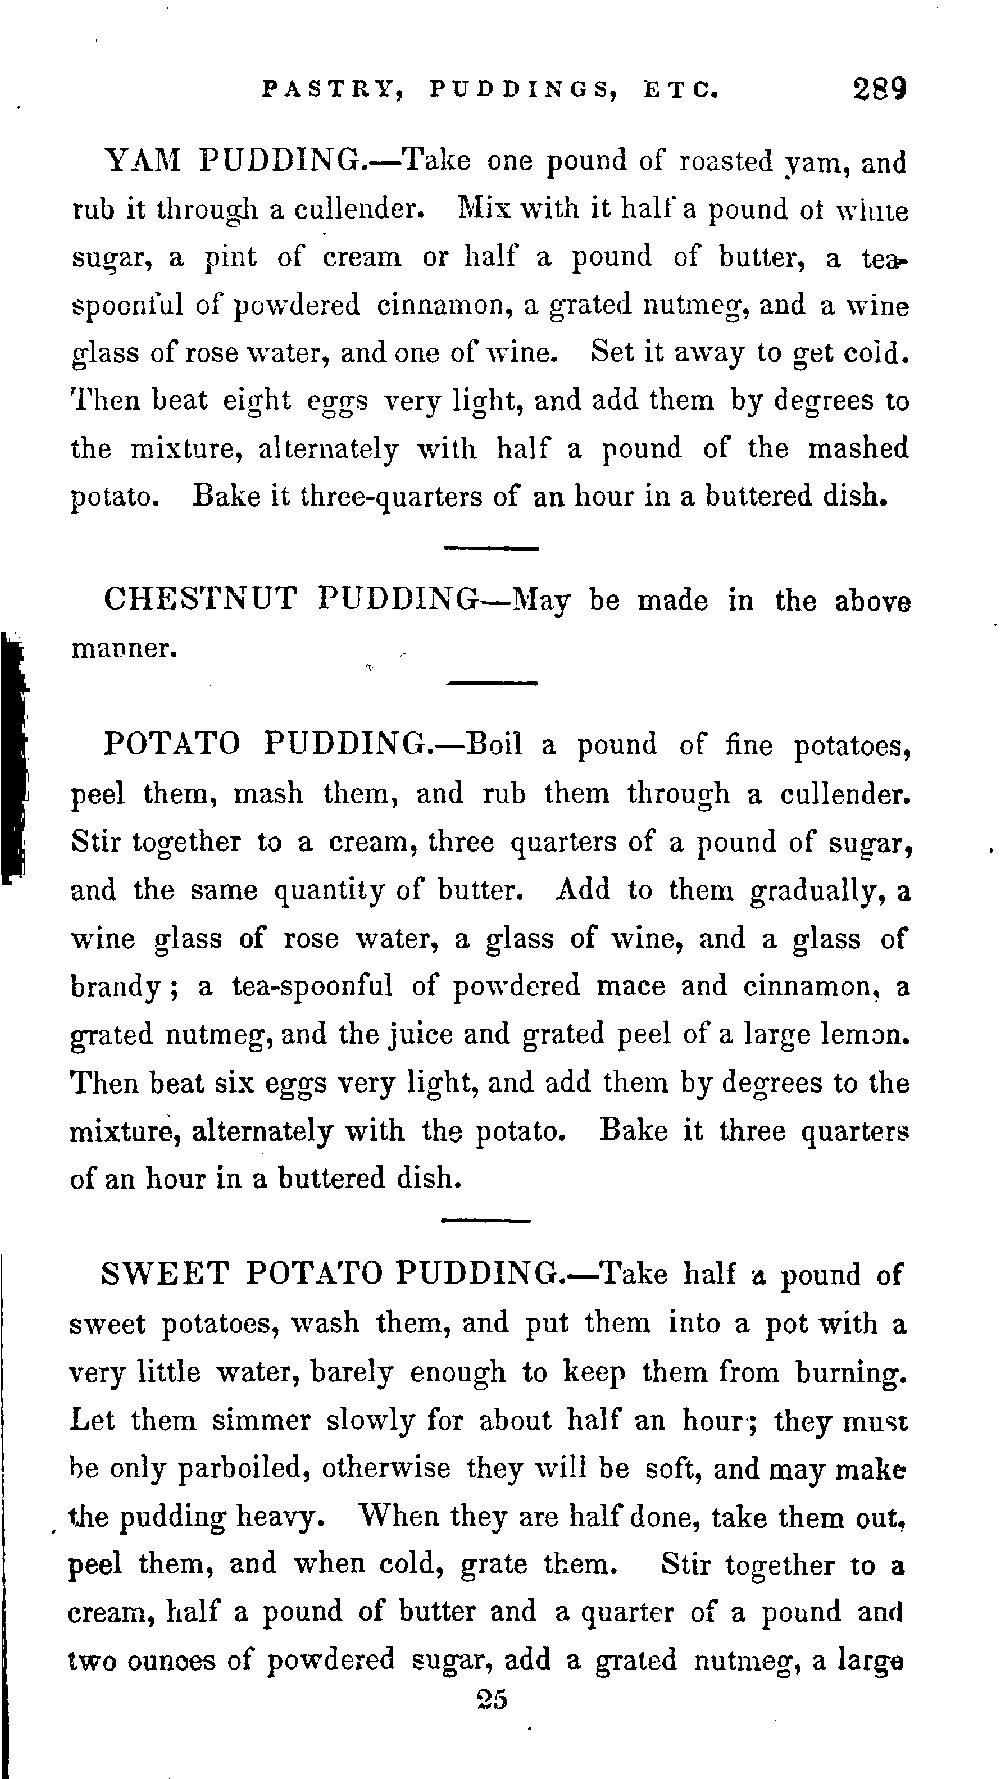 PASTRY, PUDDINGS, ETC. 289
YAM PUDDING.—Take one pound of roasted yam, and
rub it through a cullender. Mix with it half a pound of white
sugar, a pint of cream or half a pound of butter, a tea-
spoonful of powdered cinnamon, a grated nutmeg, and a wine
glass of rose water, and one of wine. Set it away to get cold.
Then beat eight eggs very light, and add them by degrees to
the mixture, alternately with half a pound of the mashed
potato. Bake it three-quarters of an hour in a buttered dish.
CHESTNUT PUDDING—May be made in the above
manner.
POTATO PUDDING.—Boil a pound of fine potatoes,
peel them, mash them, and rub them through a cullender.
Stir together to a cream, three quarters of a pound of sugar,
and the same quantity of butter. Add to them gradually, a
wine glass of rose water, a glass of wine, and a glass of
brandy; a tea-spoonful of powdered mace and cinnamon, a
grated nutmeg, and the juice and grated peel of a large lemon.
Then beat six eggs very light, and add them by degrees to the
mixture, alternately with the potato. Bake it three quarters
of an hour in a buttered dish.
SWEET POTATO PUDDING.—Take half a pound of
sweet potatoes, wash them, and put them into a pot with a
very little water, barely enough to keep them from burning.
Let them simmer slowly for about half an hour; they must
be only parboiled, otherwise they will be soft, and may make
the pudding heavy. When they are half done, take them out,
peel them, and when cold, grate them. Stir together to a
cream, half a pound of butter and a quarter of a pound and
two ounces of powdered sugar, add a grated nutmeg, a large
25